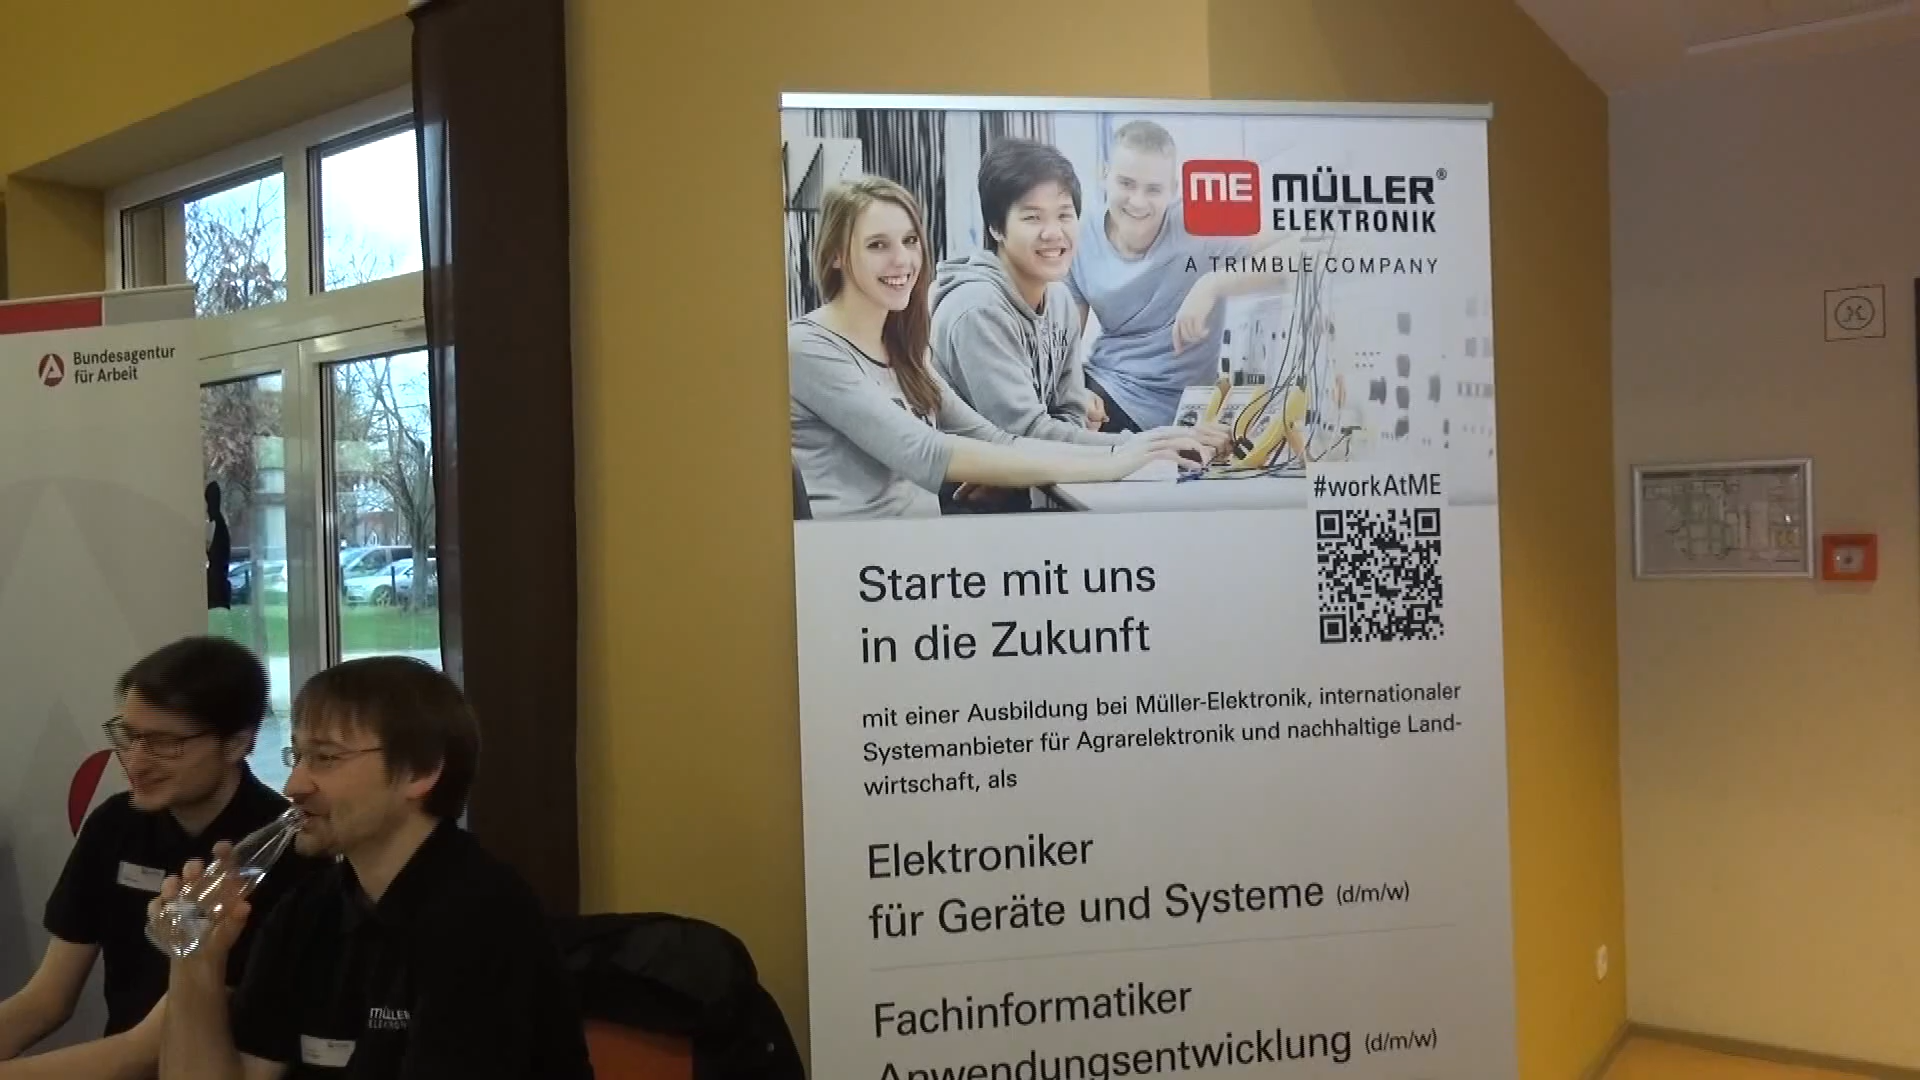 Bundesagentur
für Arbeit
ME MÜLLER®
ELEKTRONIK
A TRIMBLE COMPANY
#workAtME
Starte mit uns
in die Zukunft
mit einer Ausbildung bei Müller-Elektronik, internationaler
Systemanbieter für Agrarelektronik und nachhaltige Land-
wirtschaft, als
Elektroniker
für Geräte und Systeme (d/m/w)
Fachinformatiker
Anwendungsentwicklung (d/m/w)
MÜLLER
ELEKTRONIK